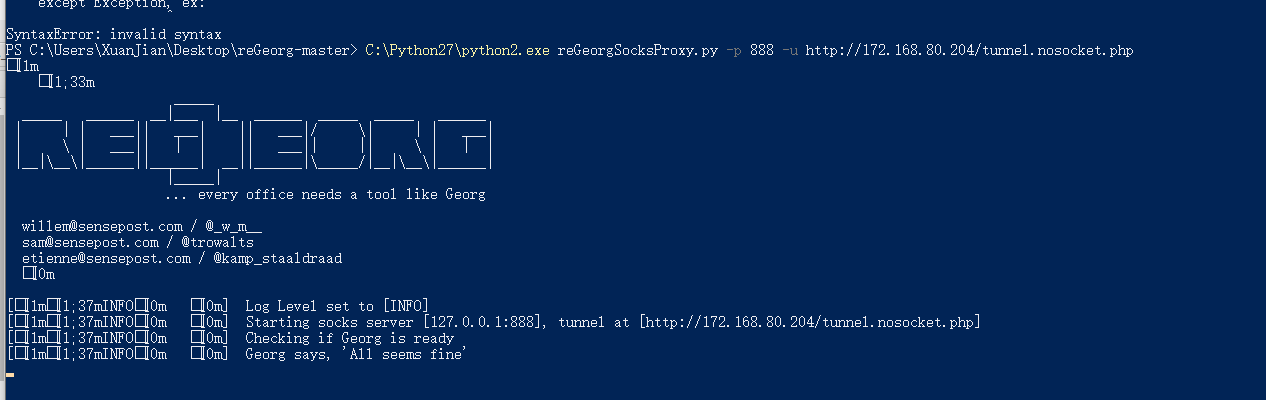 except Exception, ex:
^
SyntaxError: invalid syntax
PS C:\Users\XuanJian\Desktop\reGeorg-master> C:\Python27\python2.exe reGeorgSocksProxy.py -p 888 -u http://172.168.80.204/tunnel.nosocket.php
□[1m
□[1;33m
... every office needs a tool like Georg
willem@sensepost.com / @_w_m__
sam@sensepost.com / @trowalts
etienne@sensepost.com / @kamp_staaldraad
□[0m
[□[1m□[1;37mINFO□[0m □[0m] Log Level set to [INFO]
[□[1m□[1;37mINFO□[0m □[0m] Starting socks server [127.0.0.1:888], tunnel at [http://172.168.80.204/tunnel.nosocket.php]
[□[1m□[1;37mINFO□[0m □[0m] Checking if Georg is ready
[□[1m□[1;37mINFO□[0m □[0m] Georg says, 'All seems fine'